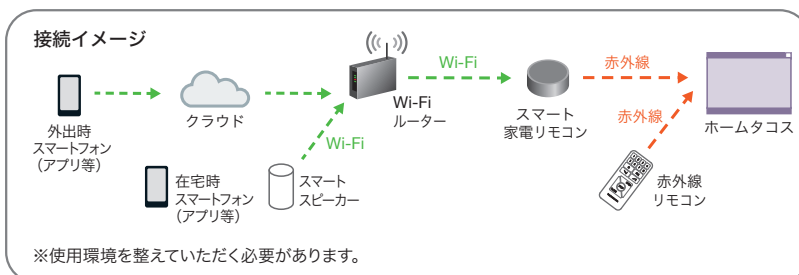 接続イメージ
Wi-Fi
赤外線
外出時
スマートフォン
（アプリ等）
クラウド
Wi-Fi
Wi-Fi
ルーター
スマート
家電リモコン
赤外線
ホームタコス
在宅時
スマートフォン
（アプリ等）
スマート
スピーカー
赤外線
リモコン
※使用環境を整えていただく必要があります。